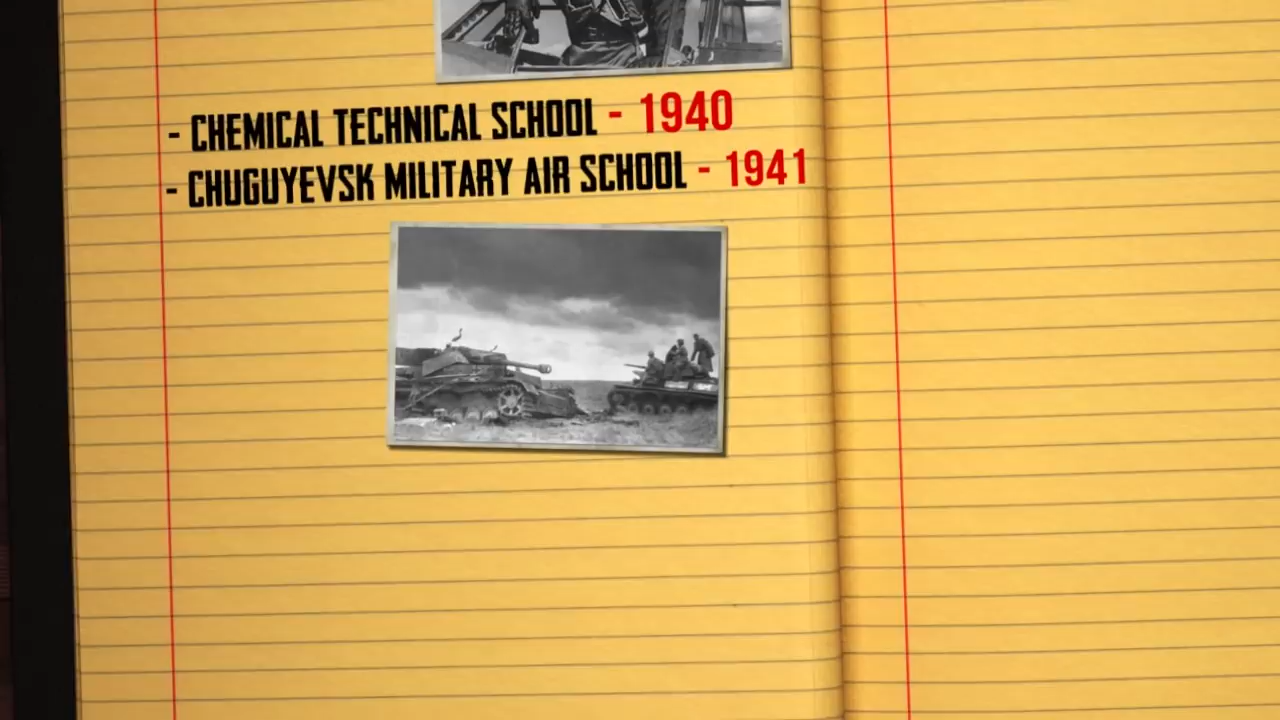 - CHEMICAL TECHNICAL SCHOOL - 1940
- CHUGUYEVSK MILITARY AIR SCHOOL - 1941